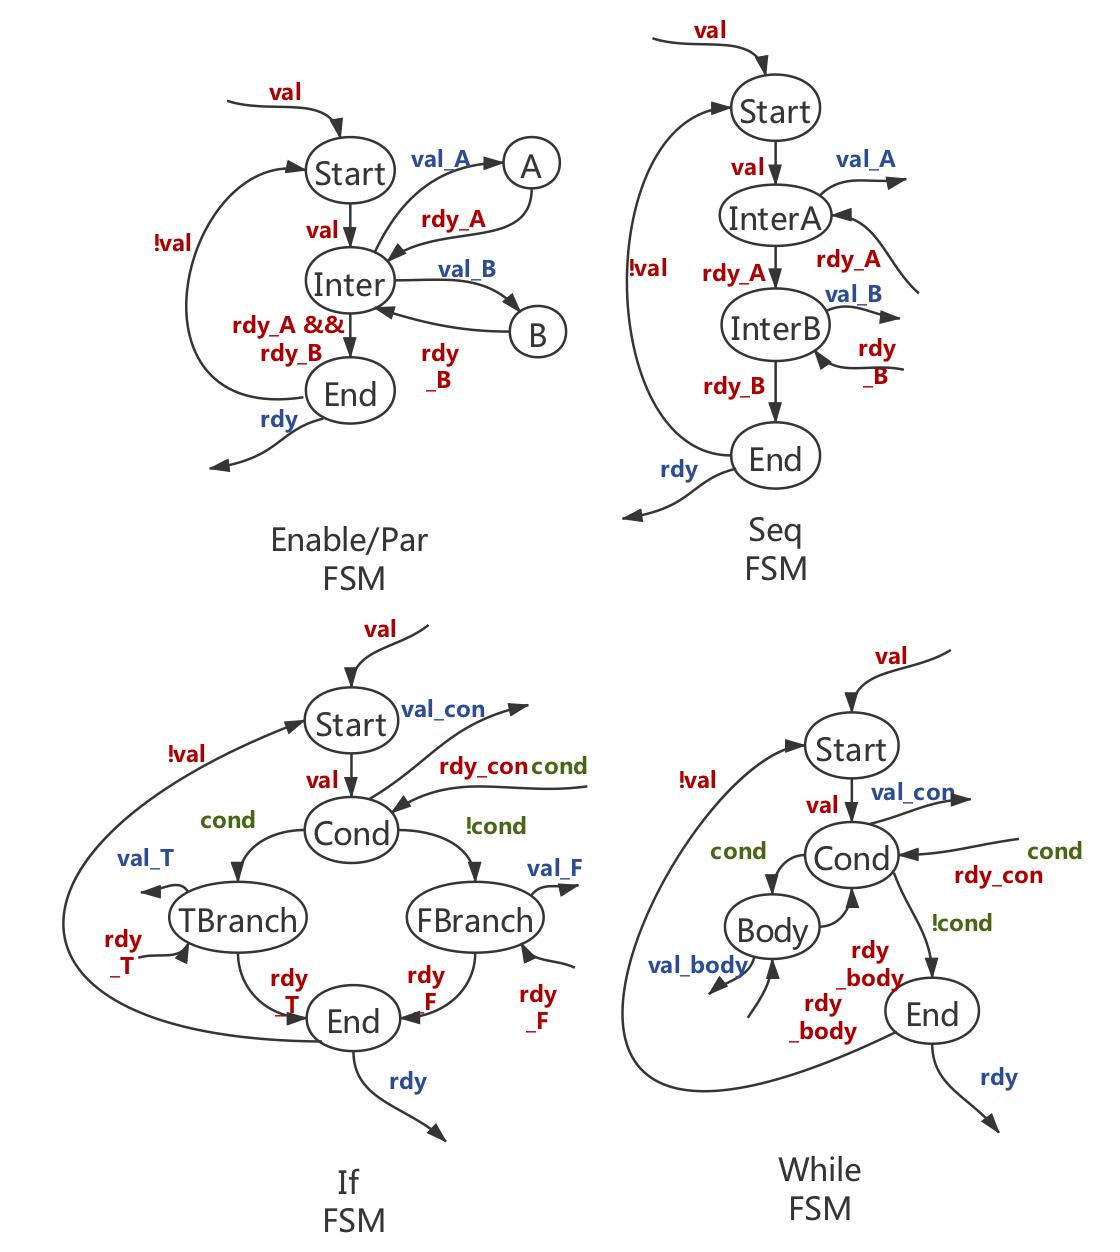 val
Start
val_A
A
!val
val
rdy_A
Inter
val_B
B
rdy_A &&
rdy_B
rdy
_B
End
rdy
Enable/Par
FSM
val
Start
val
val_A
InterA
!val
rdy_A
rdy_A
val_B
InterB
rdy
_B
rdy_B
End
rdy
Seq
FSM
val
Start
val_con
!val
val
rdy_con cond
cond
Cond
!cond
val_T
val_F
TBranch
FBranch
rdy
_T
rdy
_T
rdy
_F
rdy
_F
End
rdy
If
FSM
val
Start
!val
val
val_con
cond
Cond
cond
rdy_con
Body
!cond
val_body
rdy
_body
rdy
_body
End
rdy
While
FSM